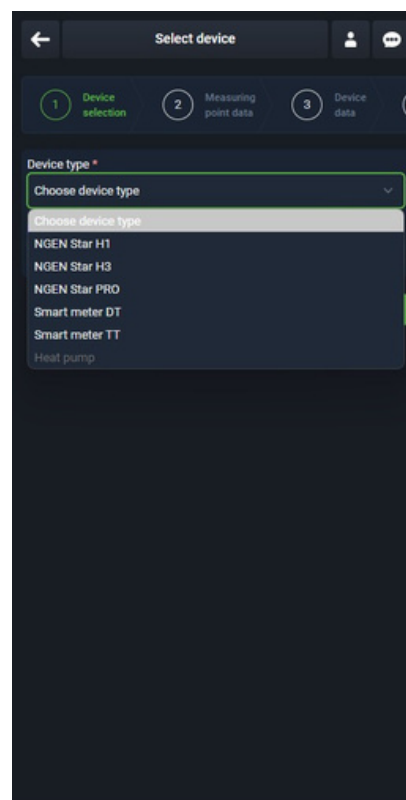 Select device
1
Device
selection
2
Measuring
point data
3
Device
data
Device type *
Choose device type
Choose device type
NGEN Star H1
NGEN Star H3
NGEN Star PRO
Smart meter DT
Smart meter TT
Heat pump